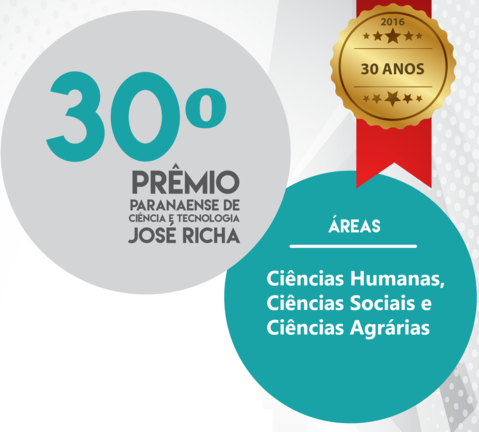 30º
PRÊMIO
PARANAENSE DE
CIÊNCIA E TECNOLOGIA
JOSÉ RICHA
2016
30 ANOS
ÁREAS
Ciências Humanas,
Ciências Sociais e
Ciências Agrárias